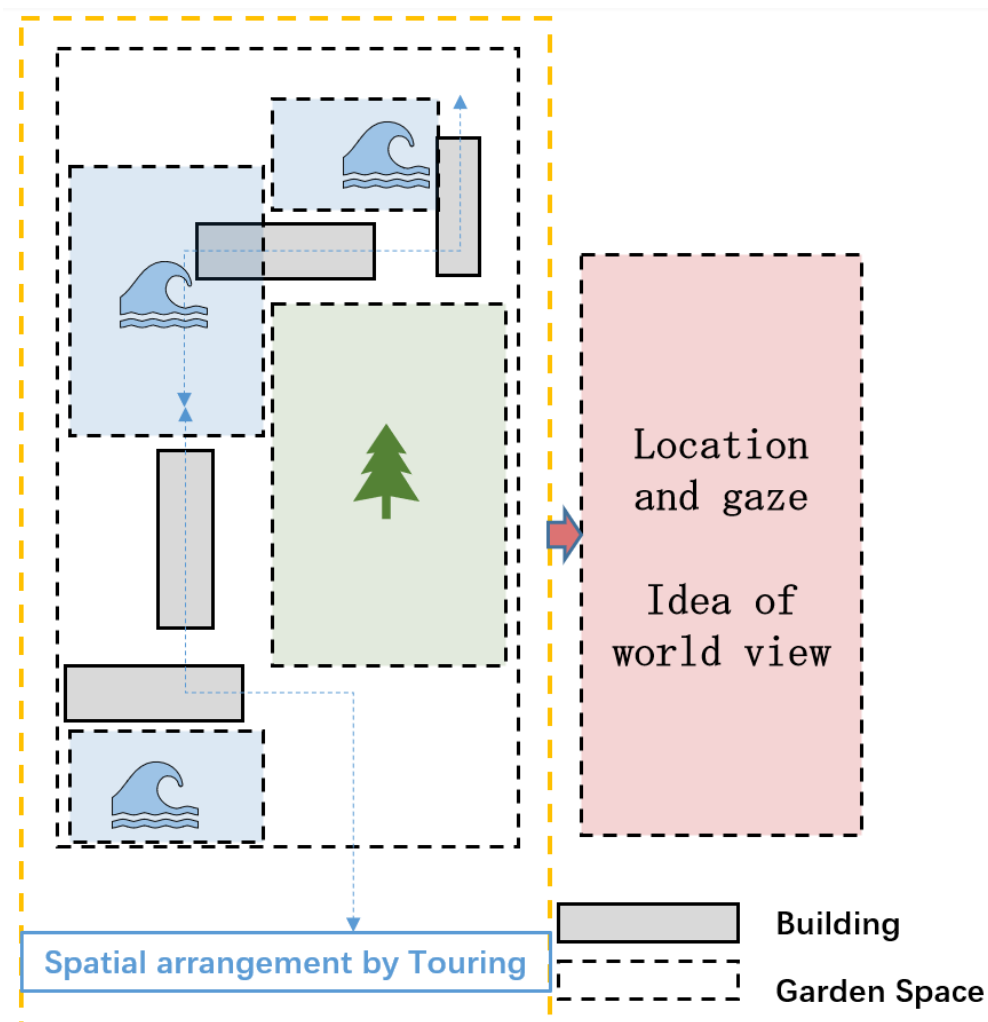 Location
and gaze
Idea of
world view
Building
Spatial arrangement by Touring
Garden Space